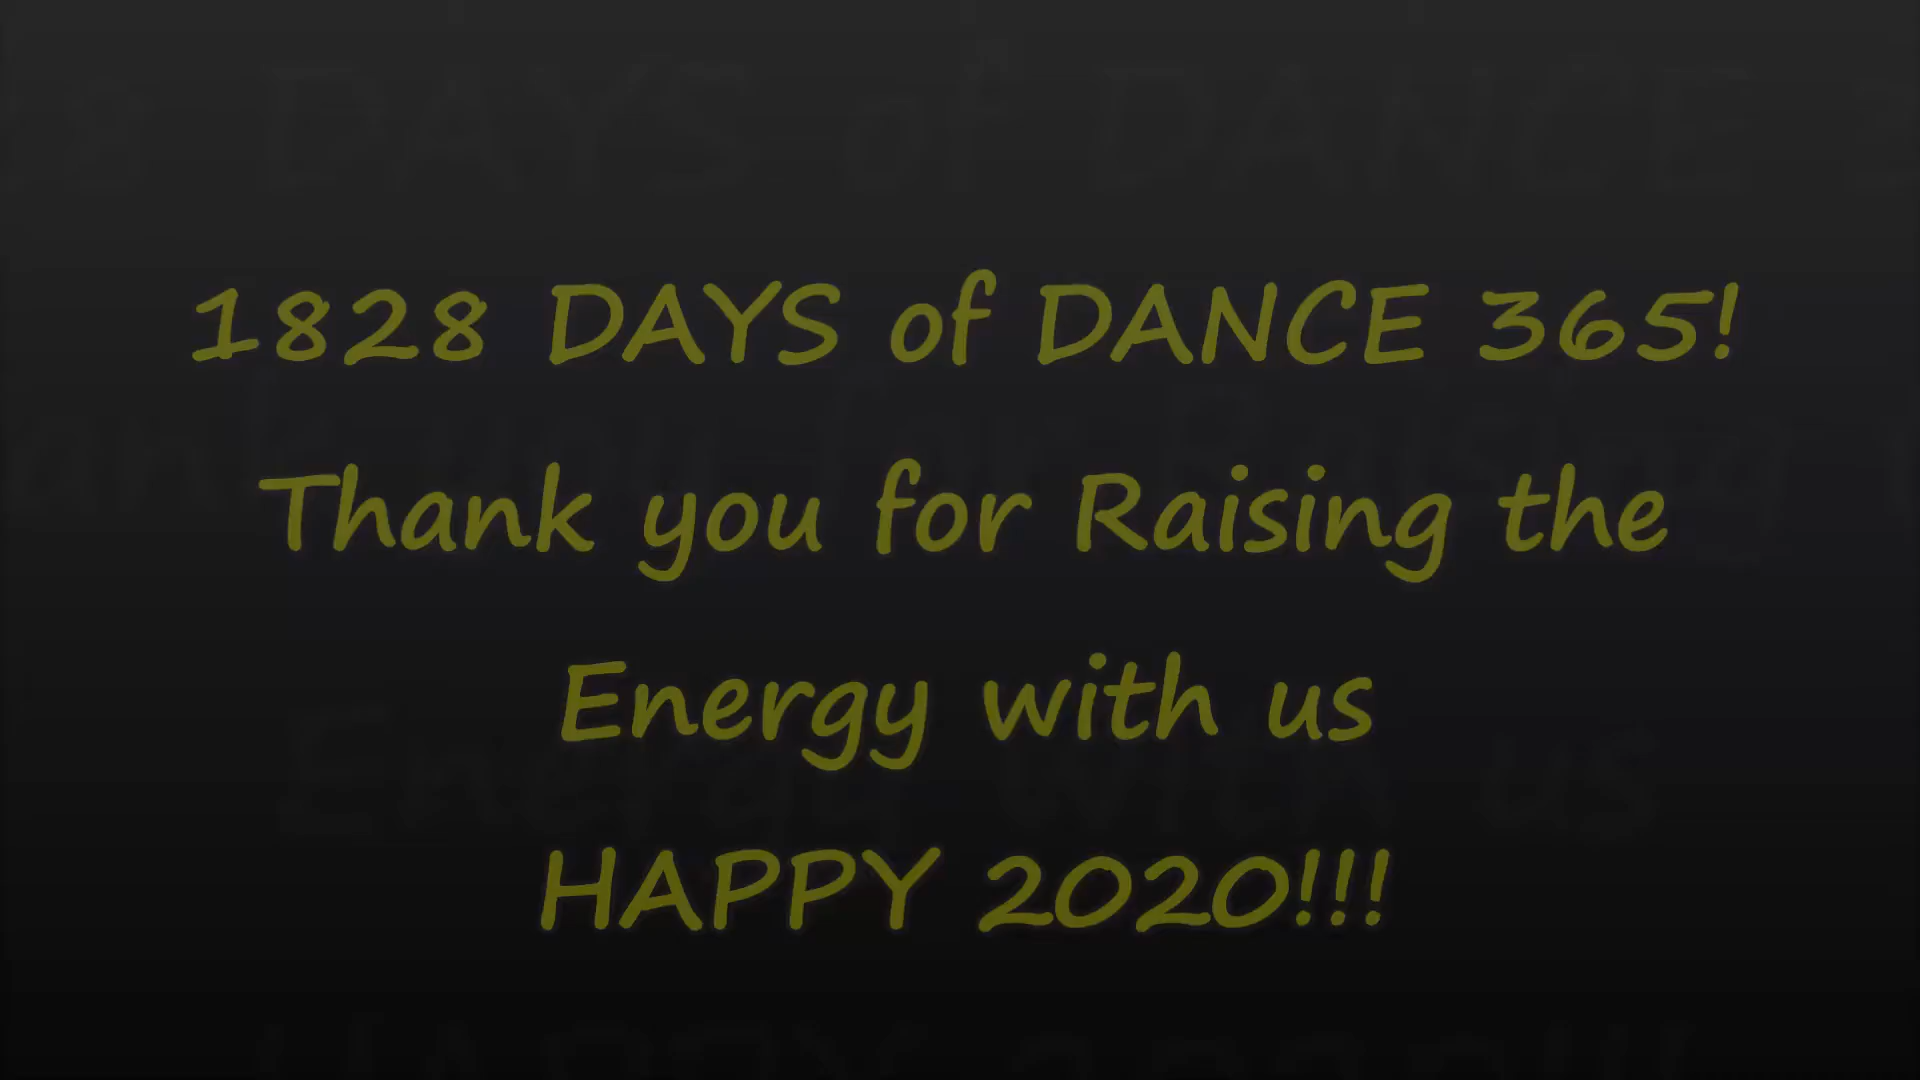 1828 DAYS of DANCE 365!
Thank you for Raising the
Energy with us
HAPPY 2020!!!